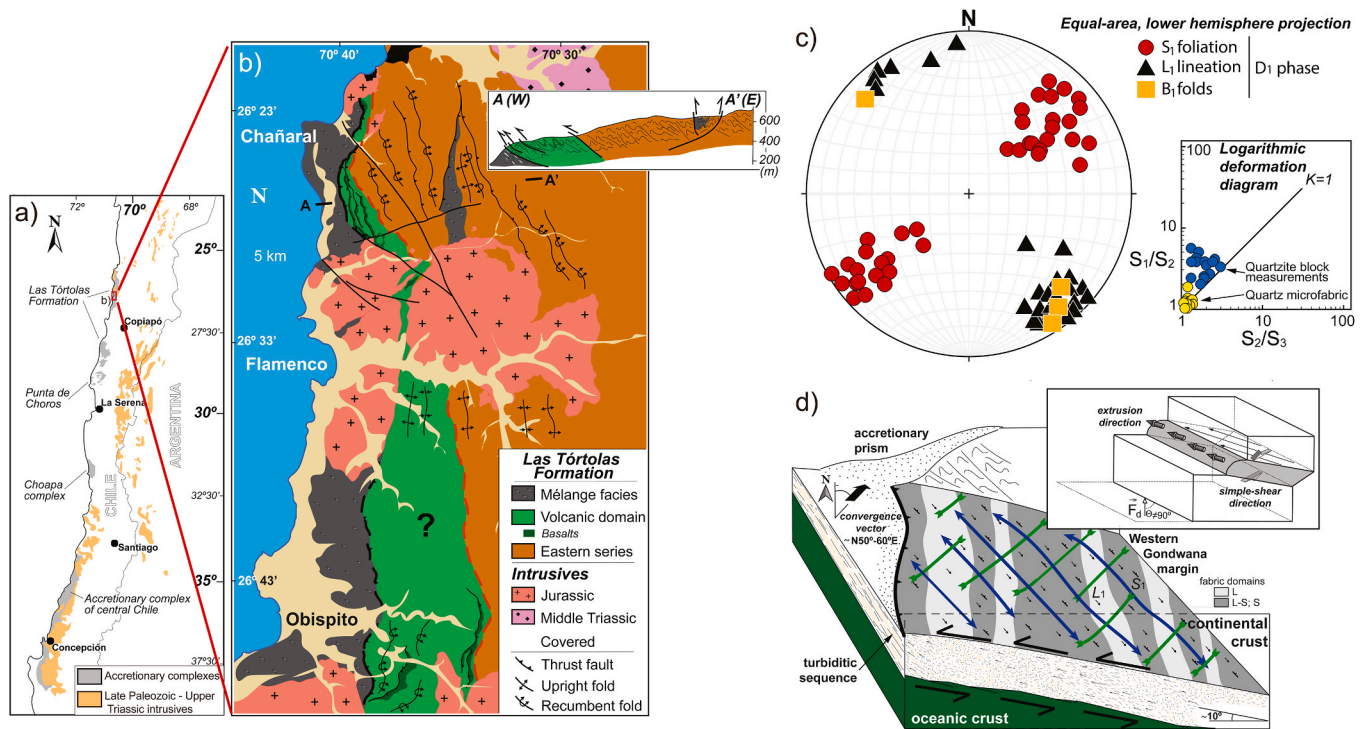 a)
72°
70°
68°
N
25°
Las Tórtolas
Formation
b)
Copiapó
27°30'
Punta de
Choros
La Serena
30°
ARGENTINA
CHILE
Choapa
complex
32°30'
Santiago
35°
Accretionary complex
of central Chile
Concepción
37°30'
Accretionary complexes
Late Paleozoic - Upper
Triassic intrusives
b)
70° 40'
70° 30'
26° 23'
Chañaral
N
5 km
A
A'
A (W)
A' (E)
600
400
200
(m)
26° 33'
Flamenco
?
26° 43'
Obispito
Las Tórtolas
Formation
Mélange facies
Volcanic domain
Basalts
Eastern series
Intrusives
Jurassic
Middle Triassic
Covered
Thrust fault
Upright fold
Recumbent fold
c)
N
Equal-area, lower hemisphere projection
S1 foliation
L1 lineation
B1 folds
D1 phase
Logarithmic
deformation
diagram
K=1
100
10
S1/S2
2
1
Quartzite block
measurements
Quartz microfabric
1
10
100
S2/S3
d)
accretionary
prism
N
convergence
vector
~N50º-60ºE
extrusion
direction
simple-shear
direction
Fd
Θ≠90º
Western
Gondwana
margin
fabric domains
L
L-S; S
L1
S1
continental
crust
turbiditic
sequence
oceanic crust
~10º